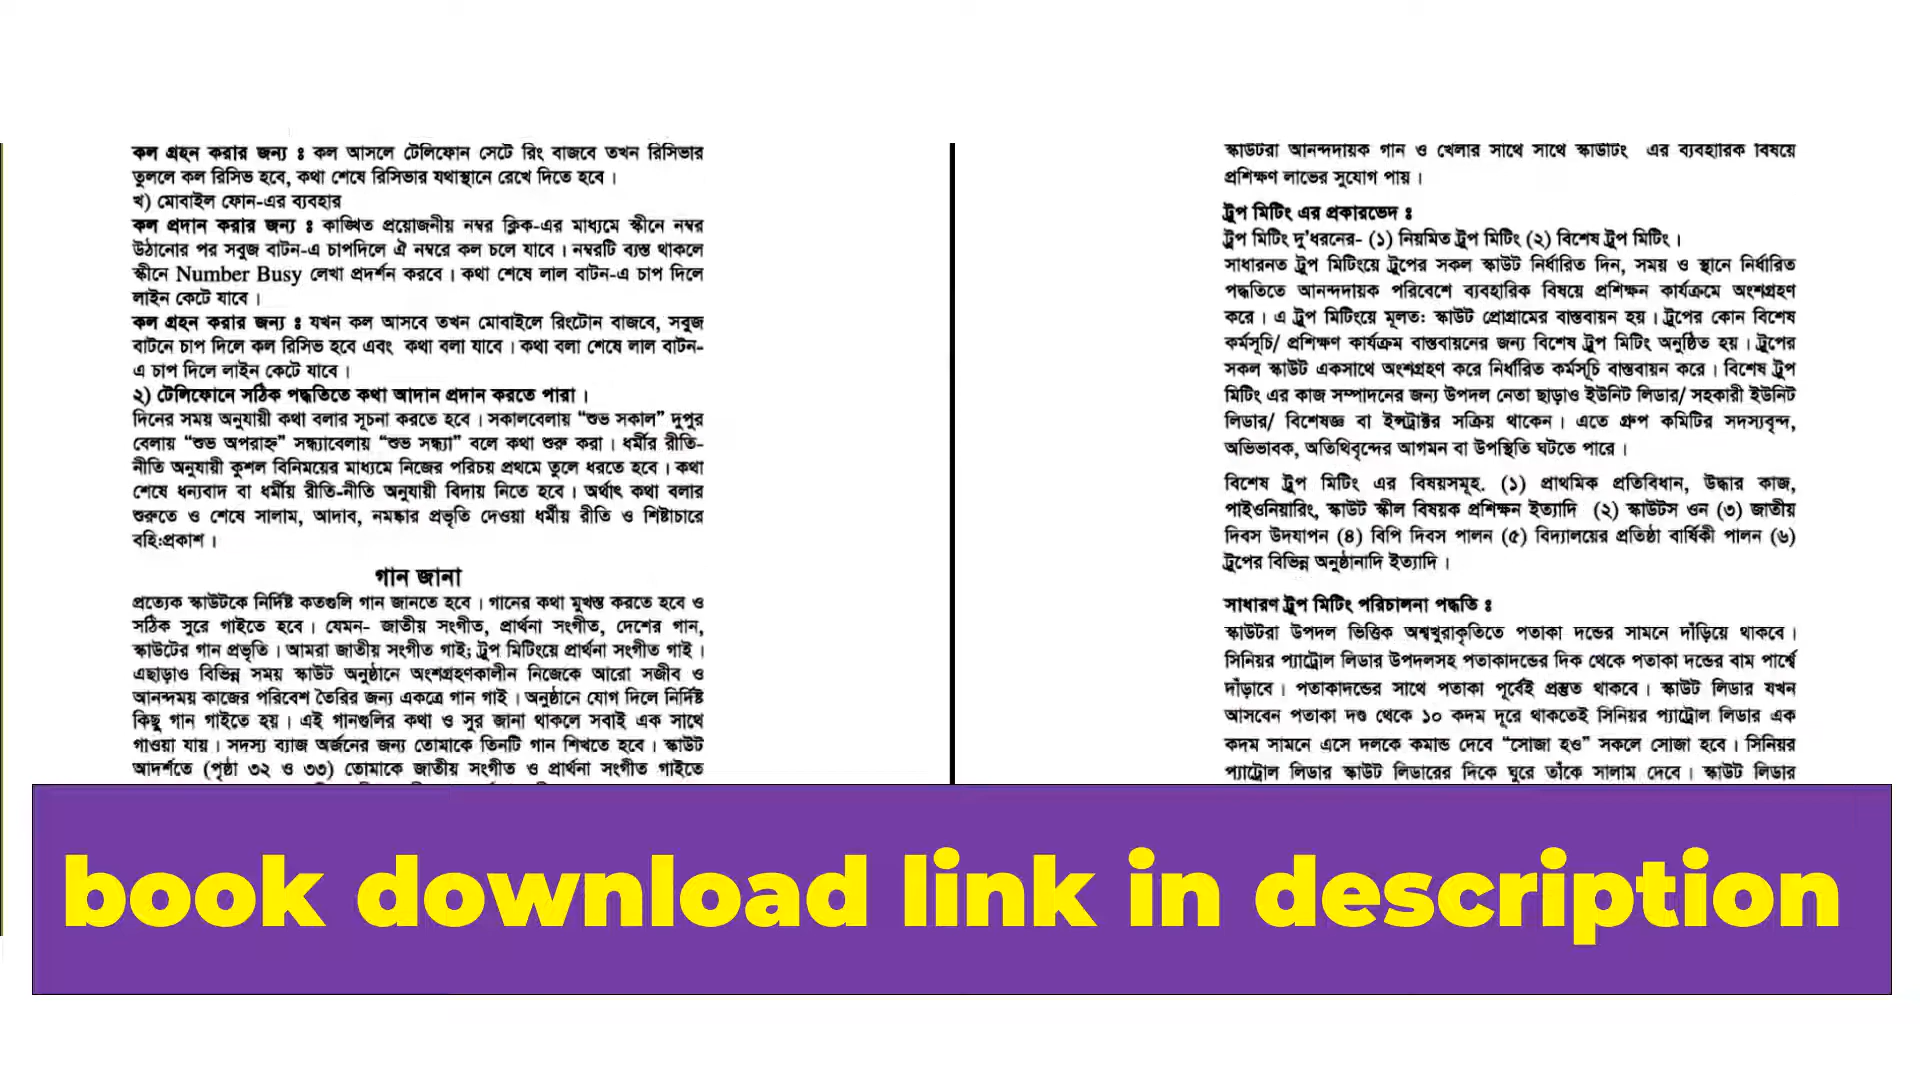 কল গ্রহন করার জন্য ঃ কল আসলে টেলিফোন সেটে রিং বাজবে তখন রিসিভার
তুললে কল রিসিভ হবে, কথা শেষে রিসিভার যথাস্থানে রেখে দিতে হবে।
খ) মোবাইল ফোন-এর ব্যবহার
কল প্রদান করার জন্য ঃ কাঙ্খিত প্রয়োজনীয় নম্বর ক্লিক-এর মাধ্যমে স্কীনে নম্বর
উঠানোর পর সবুজ বাটন-এ চাপদিলে ঐ নম্বরে কল চলে যাবে। নম্বরটি ব্যস্ত থাকলে
স্কীনে Number Busy লেখা প্রদর্শন করবে। কথা শেষে লাল বাটন-এ চাপ দিলে
লাইন কেটে যাবে।
কল গ্রহন করার জন্য ঃ যখন কল আসবে তখন মোবাইলে রিংটোন বাজবে, সবুজ
বাটনে চাপ দিলে কল রিসিভ হবে এবং কথা বলা যাবে। কথা বলা শেষে লাল বাটন-
এ চাপ দিলে লাইন কেটে যাবে।
২) টেলিফোনে সঠিক পদ্ধতিতে কথা আদান প্রদান করতে পারা।
দিনের সময় অনুযায়ী কথা বলার সূচনা করতে হবে। সকালবেলায় “শুভ সকাল” দুপুর
বেলায় “শুভ অপরাহ্ন” সন্ধ্যাবেলায় “শুভ সন্ধ্যা” বলে কথা শুরু করা। ধর্মীর রীতি-
নীতি অনুযায়ী কুশল বিনিময়ের মাধ্যমে নিজের পরিচয় প্রথমে তুলে ধরতে হবে। কথা
শেষে ধন্যবাদ বা ধর্মীয় রীতি-নীতি অনুযায়ী বিদায় নিতে হবে। অর্থাৎ কথা বলার
শুরুতে ও শেষে সালাম, আদাব, নমষ্কার প্রভৃতি দেওয়া ধর্মীয় রীতি ও শিষ্টাচারে
বহি:প্রকাশ।
গান জানা
প্রত্যেক স্কাউটকে নির্দিষ্ট কতগুলি গান জানতে হবে। গানের কথা মুখস্ত করতে হবে ও
সঠিক সুরে গাইতে হবে। যেমন- জাতীয় সংগীত, প্রার্থনা সংগীত, দেশের গান,
স্কাউটের গান প্রভৃতি। আমরা জাতীয় সংগীত গাই; ট্রুপ মিটিংয়ে প্রার্থনা সংগীত গাই।
এছাড়াও বিভিন্ন সময় স্কাউট অনুষ্ঠানে অংশগ্রহণকালীন নিজেকে আরো সজীব ও
আনন্দময় কাজের পরিবেশ তৈরির জন্য একত্রে গান গাই। অনুষ্ঠানে যোগ দিলে নির্দিষ্ট
কিছু গান গাইতে হয়। এই গানগুলির কথা ও সুর জানা থাকলে সবাই এক সাথে
গাওয়া যায়। সদস্য ব্যাজ অর্জনের জন্য তোমাকে তিনটি গান শিখতে হবে। স্কাউট
আদর্শতে (পৃষ্ঠা ৩২ ও ৩৩) তোমাকে জাতীয় সংগীত ও প্রার্থনা সংগীত গাইতে
স্কাউটরা আনন্দদায়ক গান ও খেলার সাথে সাথে স্কাউটিং এর ব্যবহারিক বিষয়ে
প্রশিক্ষণ লাভের সুযোগ পায়।
ট্রুপ মিটিং এর প্রকারভেদ ঃ
ট্রুপ মিটিং দু'ধরনের- (১) নিয়মিত ট্রুপ মিটিং (২) বিশেষ ট্রুপ মিটিং।
সাধারনত ট্রুপ মিটিংয়ে ট্রুপের সকল স্কাউট নির্ধারিত দিন, সময় ও স্থানে নির্ধারিত
পদ্ধতিতে আনন্দদায়ক পরিবেশে ব্যবহারিক বিষয়ে প্রশিক্ষন কার্যক্রমে অংশগ্রহণ
করে। এ ট্রুপ মিটিংয়ে মূলত: স্কাউট প্রোগ্রামের বাস্তবায়ন হয়। ট্রুপের কোন বিশেষ
কর্মসূচি/ প্রশিক্ষণ কার্যক্রম বাস্তবায়নের জন্য বিশেষ ট্রুপ মিটিং অনুষ্ঠিত হয়। ট্রুপের
সকল স্কাউট একসাথে অংশগ্রহণ করে নির্ধারিত কর্মসূচি বাস্তবায়ন করে। বিশেষ ট্রুপ
মিটিং এর কাজ সম্পাদনের জন্য উপদল নেতা ছাড়াও ইউনিট লিডার/ সহকারী ইউনিট
লিডার/ বিশেষজ্ঞ বা ইন্সট্রাক্টর সক্রিয় থাকেন। এতে গ্রুপ কমিটির সদস্যবৃন্দ,
অভিভাবক, অতিথিবৃন্দের আগমন বা উপস্থিতি ঘটতে পারে।
বিশেষ ট্রুপ মিটিং এর বিষয়সমূহ. (১) প্রাথমিক প্রতিবিধান, উদ্ধার কাজ,
পাইওনিয়ারিং, স্কাউট স্কীল বিষয়ক প্রশিক্ষন ইত্যাদি (২) স্কাউটস ওন (৩) জাতীয়
দিবস উদযাপন (৪) বিপি দিবস পালন (৫) বিদ্যালয়ের প্রতিষ্ঠা বার্ষিকী পালন (৬)
ট্রুপের বিভিন্ন অনুষ্ঠানাদি ইত্যাদি।
সাধারণ ট্রুপ মিটিং পরিচালনা পদ্ধতি ঃ
স্কাউটরা উপদল ভিত্তিক অশ্বখুরাকৃতিতে পতাকা দন্ডের সামনে দাঁড়িয়ে থাকবে।
সিনিয়র প্যাট্রোল লিডার উপদলসহ পতাকাদন্ডের দিক থেকে পতাকা দন্ডের বাম পার্শ্বে
দাঁড়াবে। পতাকাদন্ডের সাথে পতাকা পূর্বেই প্রস্তুত থাকবে। স্কাউট লিডার যখন
আসবেন পতাকা দণ্ড থেকে ১০ কদম দূরে থাকতেই সিনিয়র প্যাট্রোল লিডার এক
কদম সামনে এসে দলকে কমান্ড দেবে “সোজা হও” সকলে সোজা হবে। সিনিয়র
প্যাট্রোল লিডার স্কাউট লিডারের দিকে ঘুরে তাঁকে সালাম দেবে। স্কাউট লিডার
book download link in description